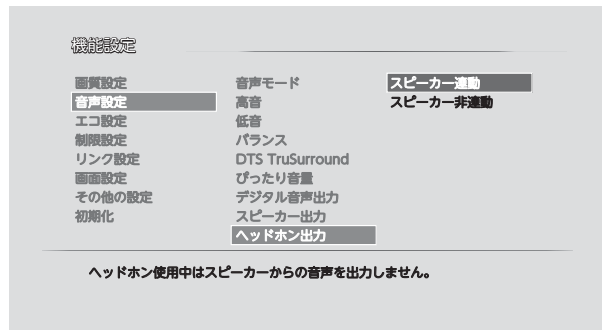 機能設定
画質設定
音声設定
エコ設定
制限設定
リンク設定
画面設定
その他の設定
初期化
音声モード
高音
低音
バランス
DTS TruSurround
ぴったり音量
デジタル音声出力
スピーカー出力
ヘッドホン出力
スピーカー連動
スピーカー非連動
ヘッドホン使用中はスピーカーからの音声を出力しません。